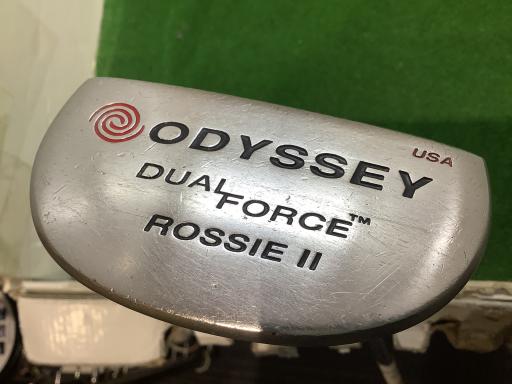 ODYSSEY
USA
DUAL FORCE™
ROSSIE II